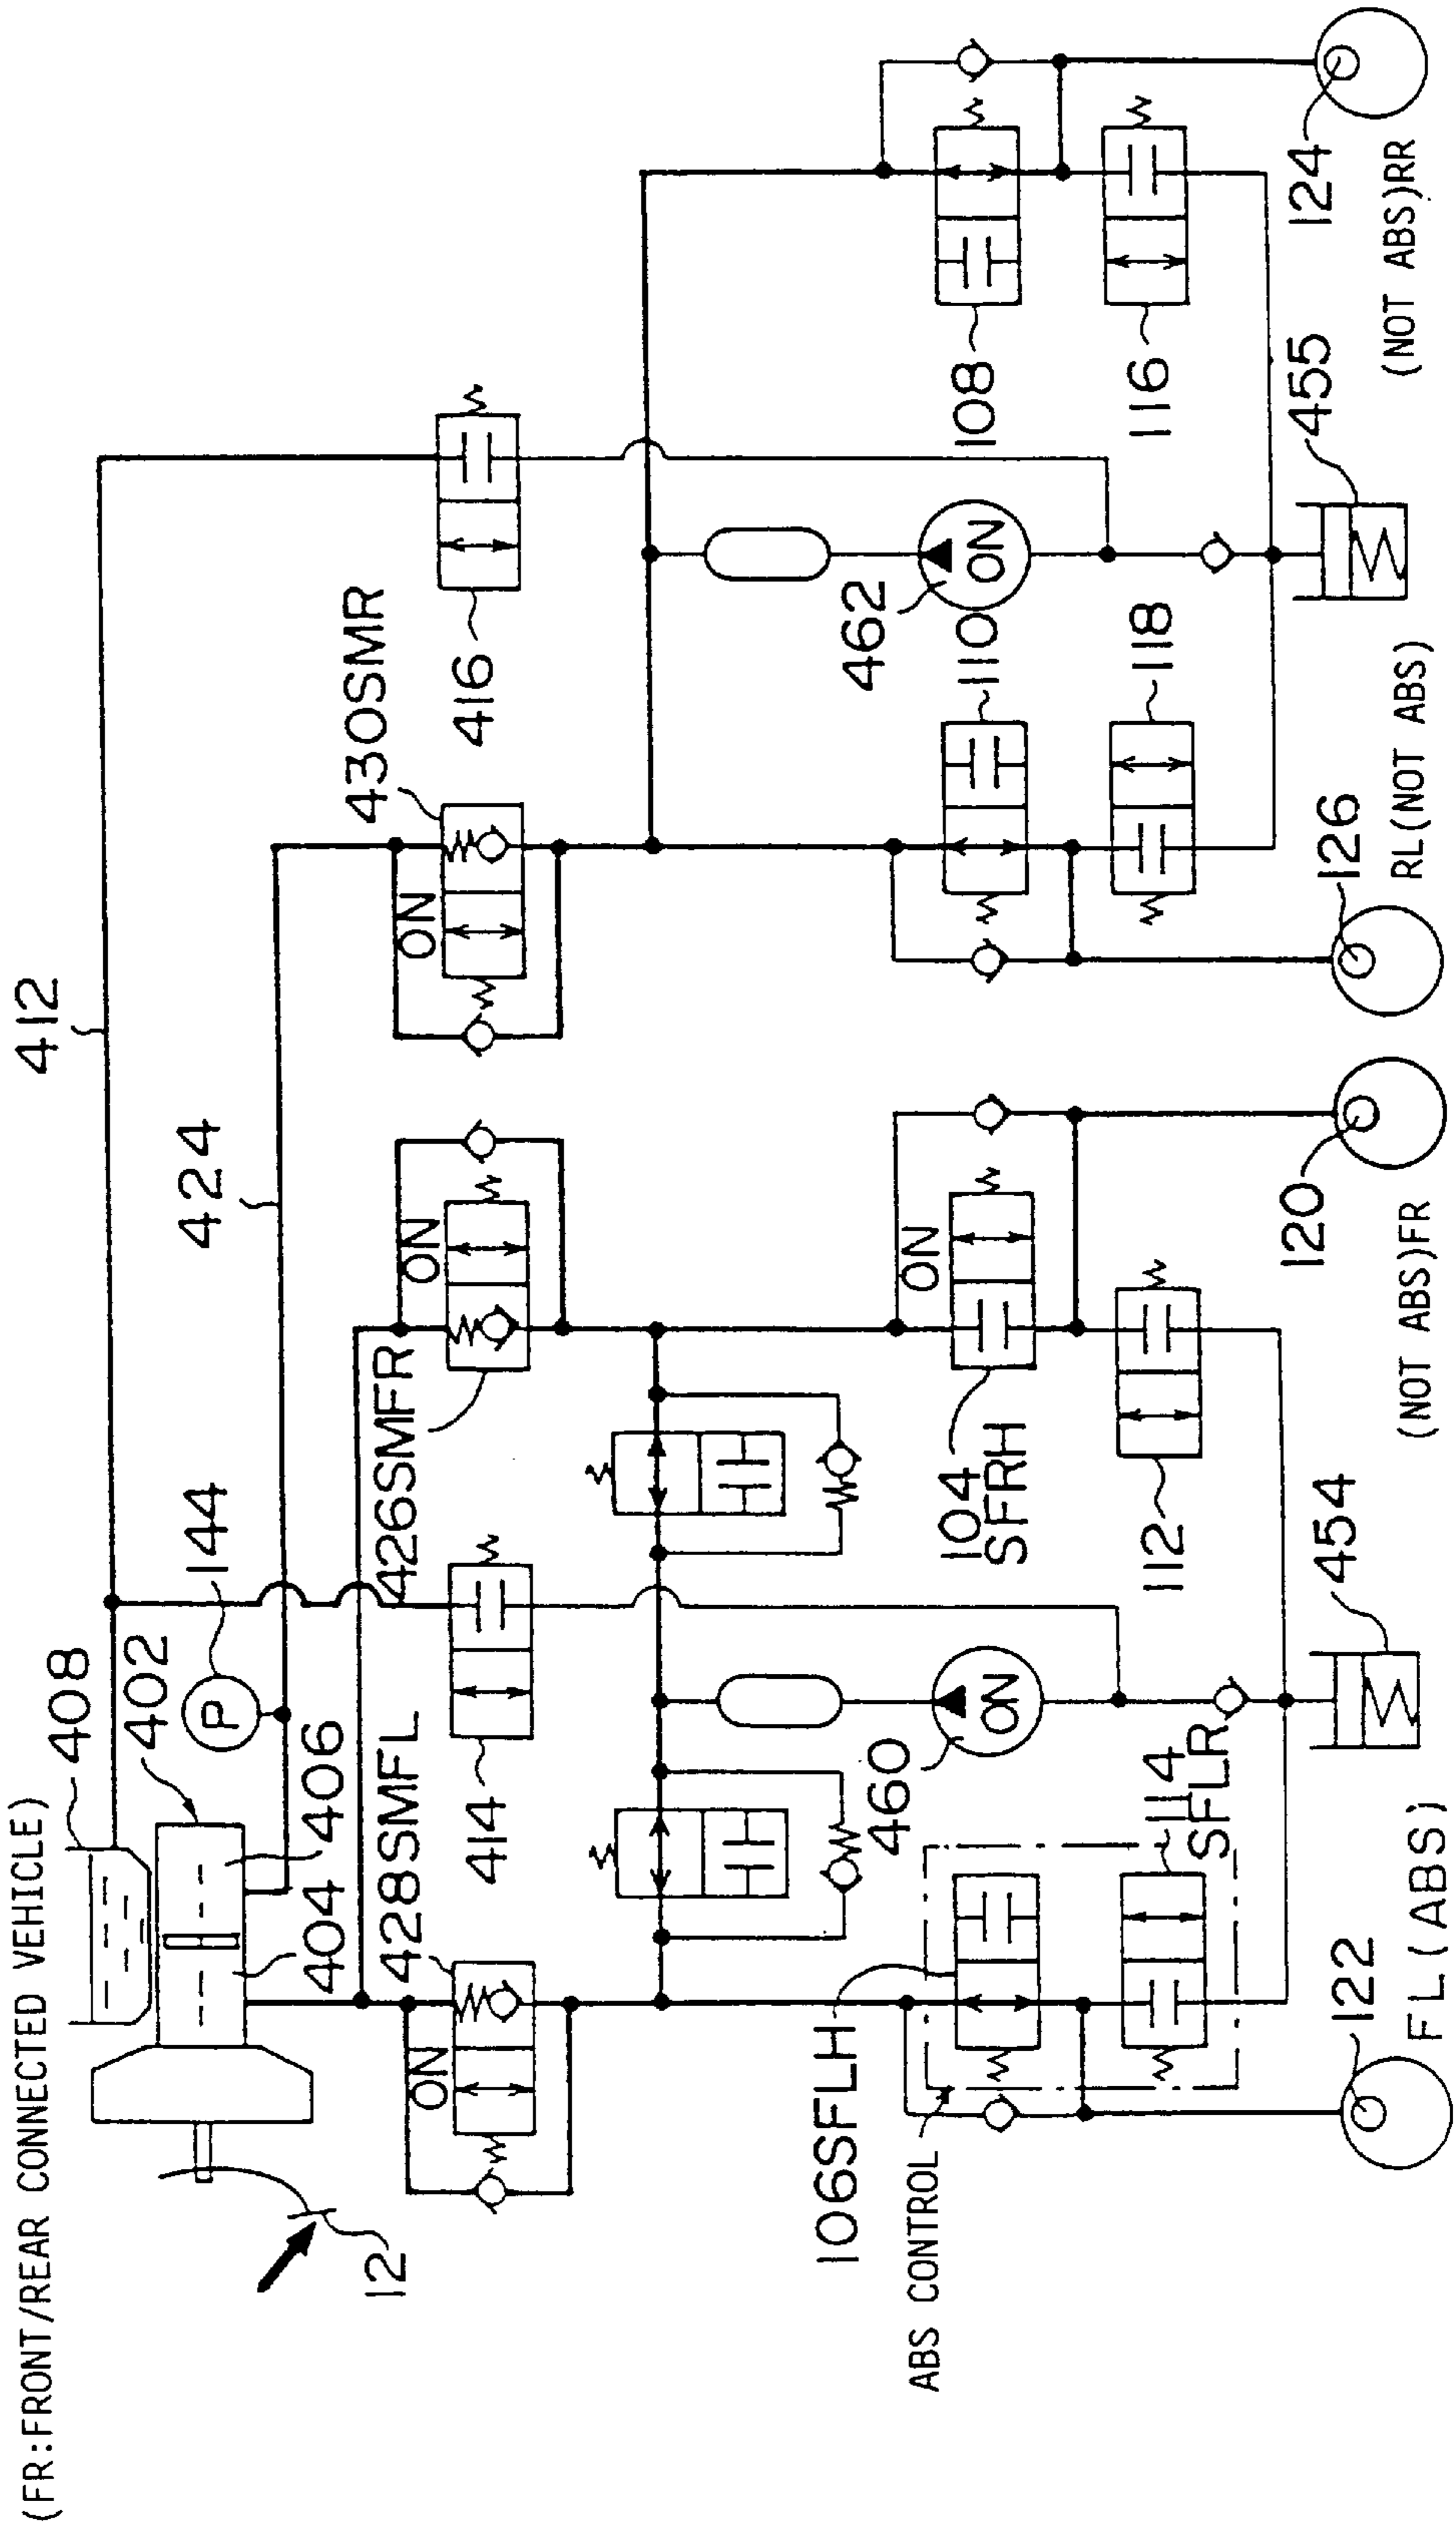 (FR:FRONT/REAR CONNECTED VEHICLE)
412
408
402
424
144
P
406
404
12
428SMFL
ON
414
426SMFR
ON
430SMR
ON
416
460
ON
462
ON
106SFLH
ABS CONTROL
114
SFLR
104
SFRH
ON
112
110
118
108
116
454
455
122
FL(ABS)
120
(NOT ABS)FR
126
RL(NOT ABS)
124
(NOT ABS)RR